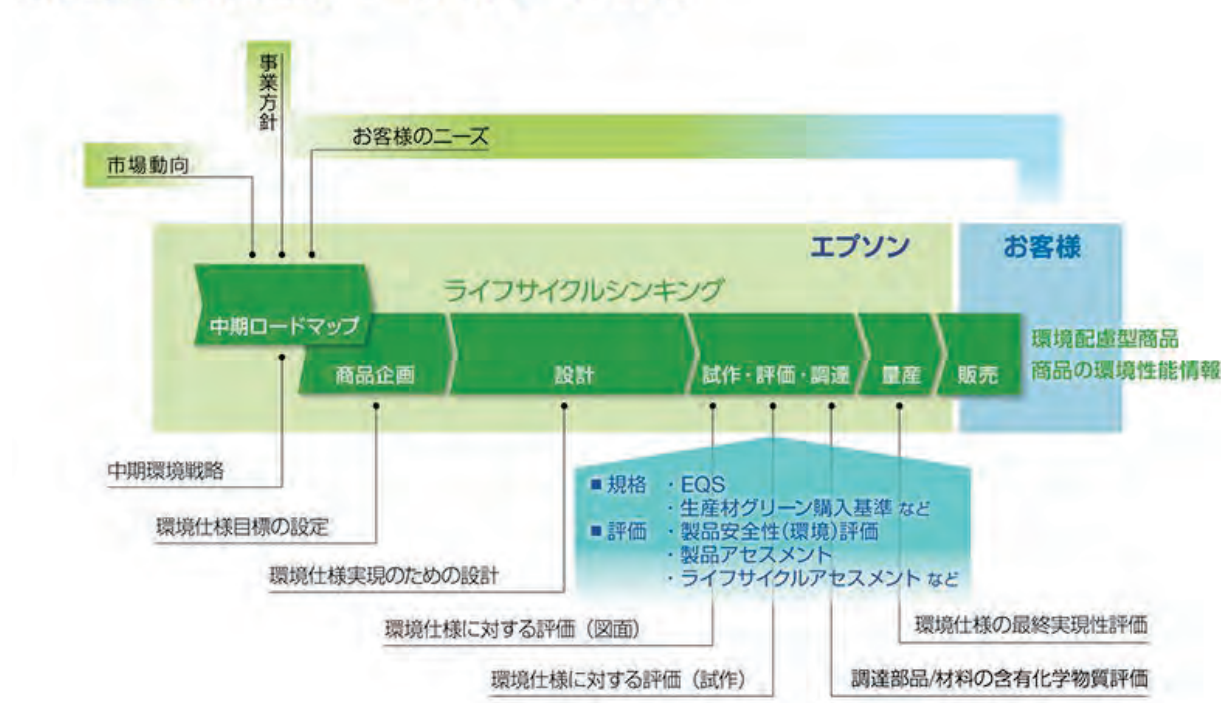 事業方針
お客様のニーズ
市場動向
エプソン
お客様
ライフサイクルシンキング
中期ロードマップ
商品企画
設計
試作・評価・調達
量産
販売
環境配慮型商品
商品の環境性能情報
中期環境戦略
環境仕様目標の設定
環境仕様実現のための設計
■規格 ・EQS
・生産材グリーン購入基準 など
■評価 ・製品安全性(環境)評価
・製品アセスメント
・ライフサイクルアセスメント など
環境仕様に対する評価（図面）
環境仕様の最終実現性評価
環境仕様に対する評価（試作）
調達部品/材料の含有化学物質評価